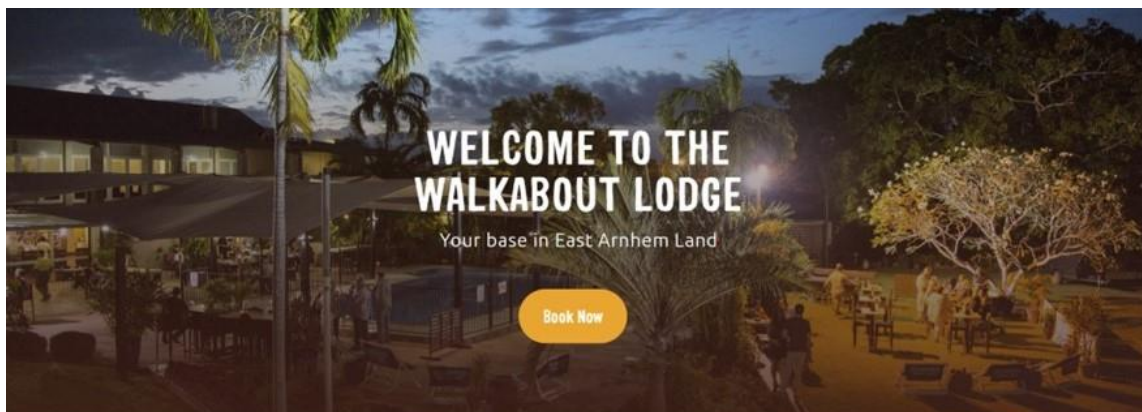 WELCOME TO THE
WALKABOUT LODGE
Your base in East Arnhem Land
Book Now